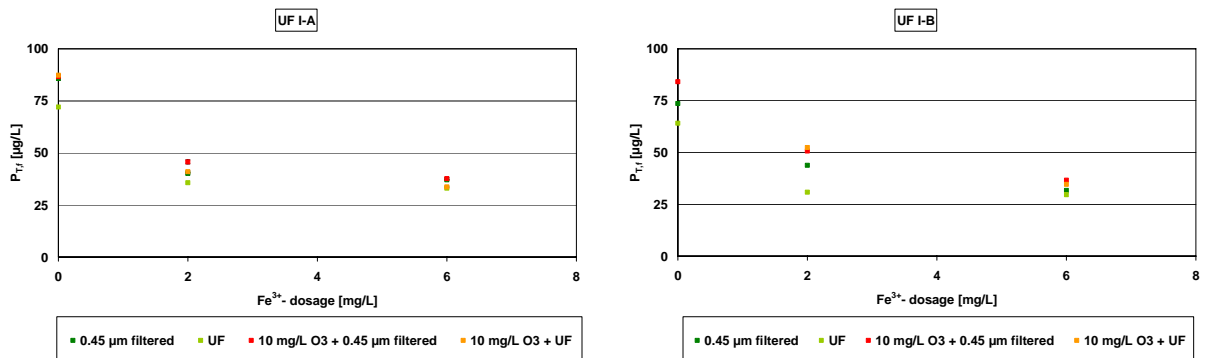 UF I-A
100
75
50
25
0
P_T,f [µg/L]
0 2 4 6 8
Fe³⁺- dosage [mg/L]
0.45 µm filtered UF 10 mg/L O3 + 0.45 µm filtered 10 mg/L O3 + UF
UF I-B
100
75
50
25
0
P_T,f [µg/L]
0 2 4 6 8
Fe³⁺- dosage [mg/L]
0.45 µm filtered UF 10 mg/L O3 + 0.45 µm filtered 10 mg/L O3 + UF